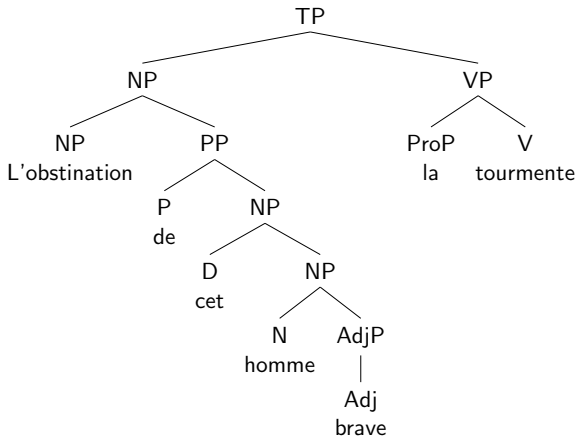 TP
NP VP
NP PP ProP V
L'obstination la tourmente
P NP
de
D NP
cet
N AdjP
homme
Adj
brave